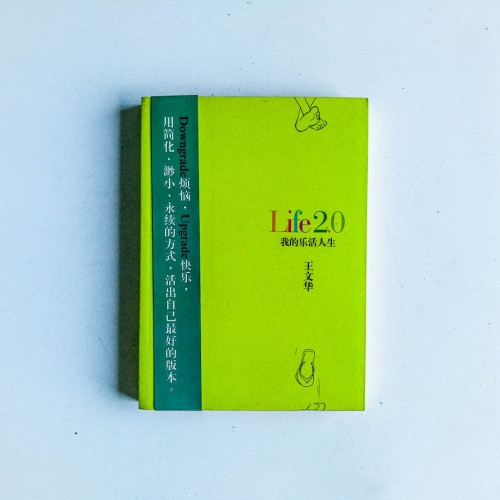 Downgrade烦恼，Upgrade快乐，
用简化、渺小、永续的方式，活出自己最好的版本。
Life2.0
我的乐活人生
王文华